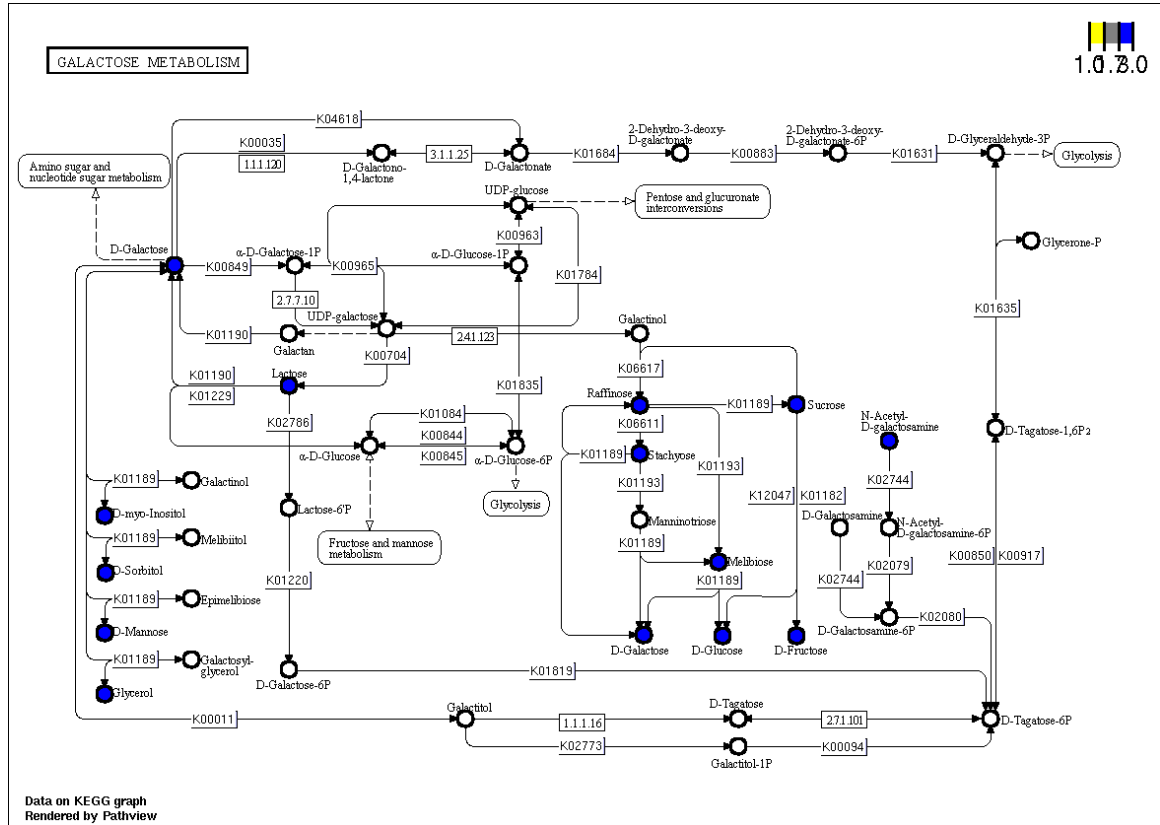 GALACTOSE METABOLISM
1.0
1.7
3.0
K04618
K00035
1.1.1.120
D-Galactono-
1,4-lactone
3.1.1.25
D-Galactonate
K01684
2-Dehydro-3-deoxy-
D-galactonate
K00883
2-Dehydro-3-deoxy-
D-galactonate-6P
K01631
D-Glyceraldehyde-3P
Glycolysis
Amino sugar and
nucleotide sugar metabolism
UDP-glucose
Pentose and glucuronate
interconversions
K00963
D-Galactose
K00849
α-D-Galactose-1P
K00965
α-D-Glucose-1P
K01784
Glycerone-P
2.7.7.10
UDP-galactose
K01190
Galactan
2.4.1.123
Galactinol
K01635
K00704
K01190
K01229
Lactose
K02786
K01835
K06617
Raffinose
K01189
Sucrose
K01084
K00844
K00845
α-D-Glucose
α-D-Glucose-6P
K06611
K01189
Stachyose
K01193
K01193
N-Acetyl-
D-galactosamine
D-Tagatose-1,6P2
K02744
Glycolysis
Lactose-6'P
Fructose and mannose
metabolism
K12047
K01182
Manninotriose
D-Galactosamine
N-Acetyl-
D-galactosamine-6P
K01189
Melibiose
K01189
K02744
K02079
K00850
K00917
K01189
Galactinol
D-myo-Inositol
K01189
Melibiitol
D-Sorbitol
K01189
Epimelibiose
D-Mannose
K01189
Galactosyl-
glycerol
Glycerol
K01220
D-Galactose
D-Glucose
D-Fructose
D-Galactosamine-6P
K02080
D-Galactose-6P
K01819
K00011
Galactitol
1.1.1.16
D-Tagatose
2.7.1.101
D-Tagatose-6P
K02773
Galactitol-1P
K00094
Data on KEGG graph
Rendered by Pathview